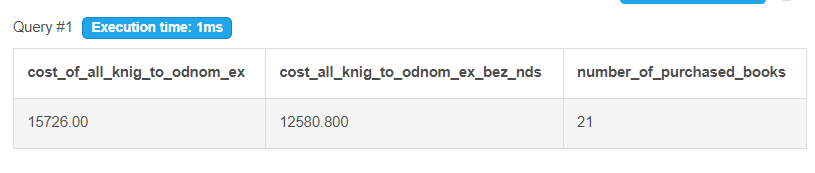 Query #1 Execution time: 1ms
cost_of_all_knig_to_odnom_ex cost_all_knig_to_odnom_ex_bez_nds number_of_purchased_books
15726.00 12580.800 21